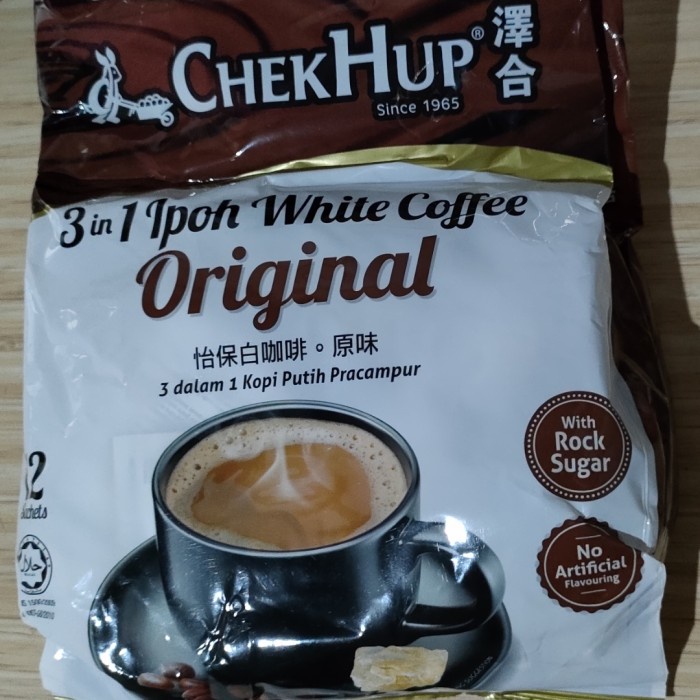 CHEKHUP® 澤合
Since 1965
3 in 1 Ipoh White Coffee
Original
怡保白咖啡。原味
3 dalam 1 Kopi Putih Pracampur
With
Rock
Sugar
12
No
Artificial
Flavouring